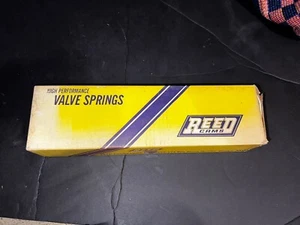 HIGH PERFORMANCE
VALVE SPRINGS
REED
CAMS